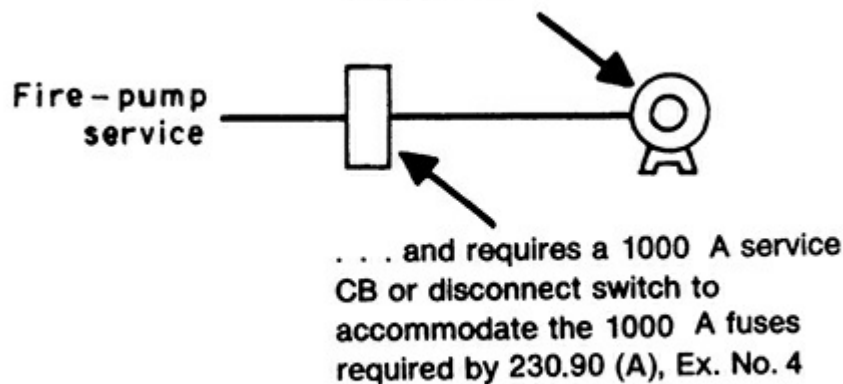 Fire-pump
service
. . . and requires a 1000 A service
CB or disconnect switch to
accommodate the 1000 A fuses
required by 230.90 (A), Ex. No. 4